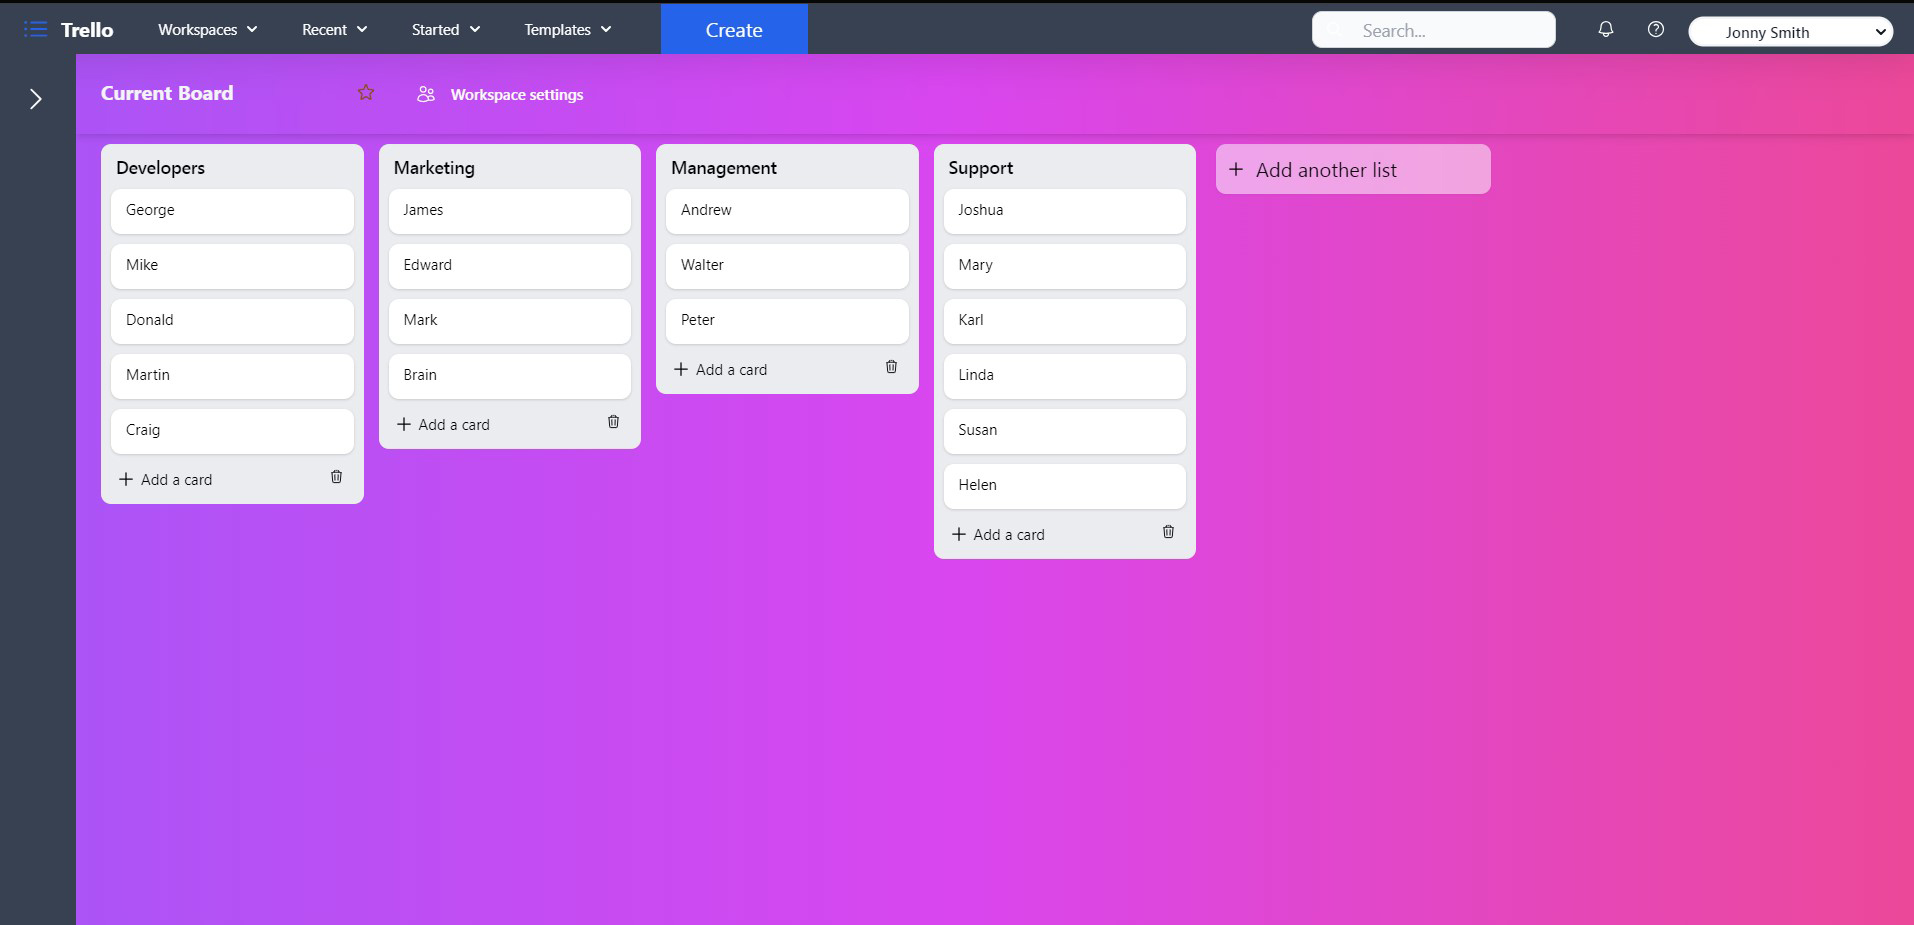 Trello Workspaces Recent Started Templates Create Search... Jonny Smith
Current Board Workspace settings
Developers
George
Mike
Donald
Martin
Craig
Add a card
Marketing
James
Edward
Mark
Brain
Add a card
Management
Andrew
Walter
Peter
Add a card
Support
Joshua
Mary
Karl
Linda
Susan
Helen
Add a card
Add another list